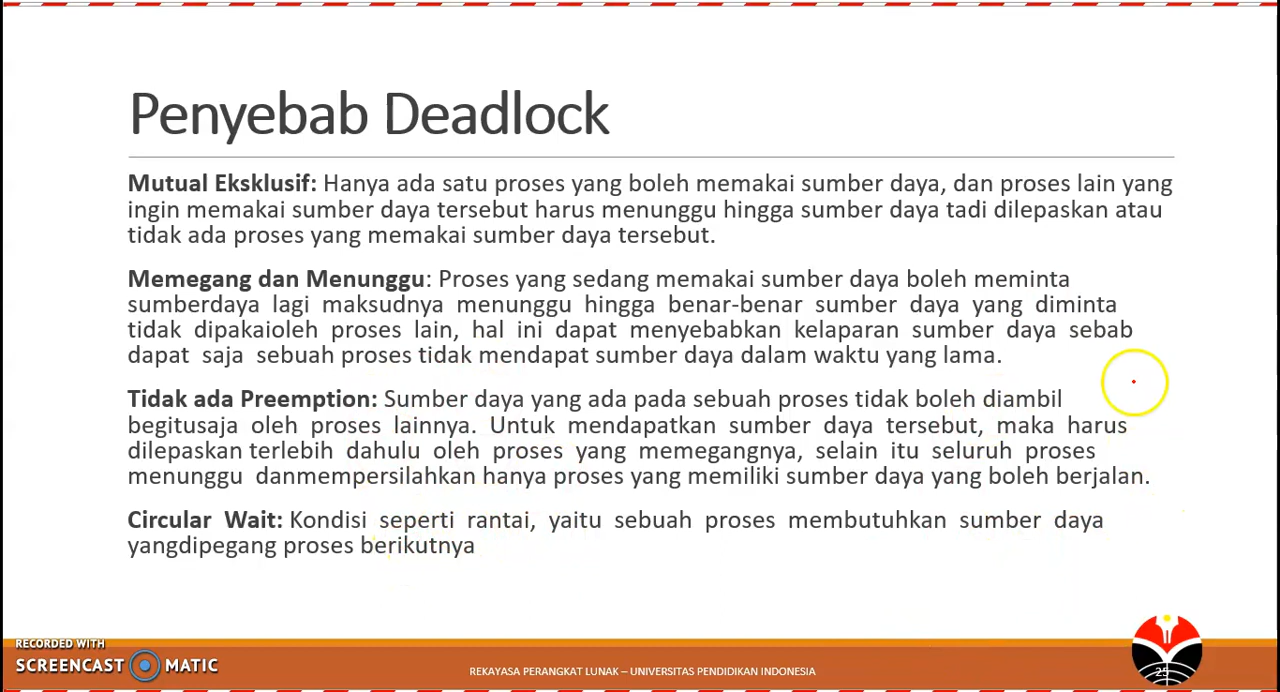 Penyebab Deadlock
Mutual Eksklusif: Hanya ada satu proses yang boleh memakai sumber daya, dan proses lain yang
ingin memakai sumber daya tersebut harus menunggu hingga sumber daya tadi dilepaskan atau
tidak ada proses yang memakai sumber daya tersebut.
Memegang dan Menunggu: Proses yang sedang memakai sumber daya boleh meminta
sumberdaya lagi maksudnya menunggu hingga benar-benar sumber daya yang diminta
tidak dipakaioleh proses lain, hal ini dapat menyebabkan kelaparan sumber daya sebab
dapat saja sebuah proses tidak mendapat sumber daya dalam waktu yang lama.
Tidak ada Preemption: Sumber daya yang ada pada sebuah proses tidak boleh diambil
begitusaja oleh proses lainnya. Untuk mendapatkan sumber daya tersebut, maka harus
dilepaskan terlebih dahulu oleh proses yang memegangnya, selain itu seluruh proses
menunggu danmempersilahkan hanya proses yang memiliki sumber daya yang boleh berjalan.
Circular Wait: Kondisi seperti rantai, yaitu sebuah proses membutuhkan sumber daya
yangdipegang proses berikutnya
RECORDED WITH
SCREENCAST MATIC
REKAYASA PERANGKAT LUNAK – UNIVERSITAS PENDIDIKAN INDONESIA
25